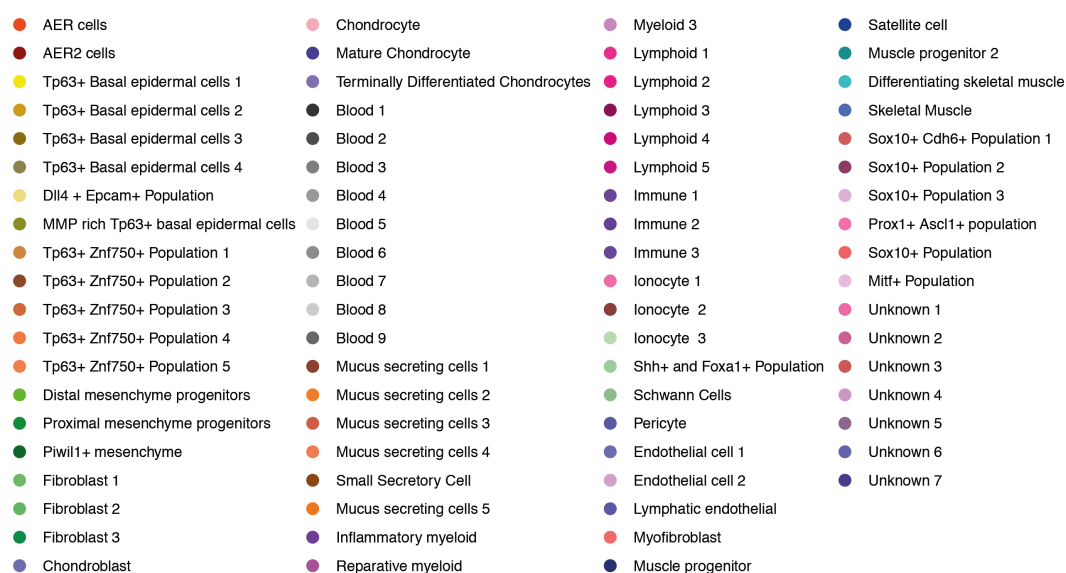 AER cells
AER2 cells
Tp63+ Basal epidermal cells 1
Tp63+ Basal epidermal cells 2
Tp63+ Basal epidermal cells 3
Tp63+ Basal epidermal cells 4
Dll4 + Epcam+ Population
MMP rich Tp63+ basal epidermal cells
Tp63+ Znf750+ Population 1
Tp63+ Znf750+ Population 2
Tp63+ Znf750+ Population 3
Tp63+ Znf750+ Population 4
Tp63+ Znf750+ Population 5
Distal mesenchyme progenitors
Proximal mesenchyme progenitors
Piwil1+ mesenchyme
Fibroblast 1
Fibroblast 2
Fibroblast 3
Chondroblast
Chondrocyte
Mature Chondrocyte
Terminally Differentiated Chondrocytes
Blood 1
Blood 2
Blood 3
Blood 4
Blood 5
Blood 6
Blood 7
Blood 8
Blood 9
Mucus secreting cells 1
Mucus secreting cells 2
Mucus secreting cells 3
Mucus secreting cells 4
Small Secretory Cell
Mucus secreting cells 5
Inflammatory myeloid
Reparative myeloid
Myeloid 3
Lymphoid 1
Lymphoid 2
Lymphoid 3
Lymphoid 4
Lymphoid 5
Immune 1
Immune 2
Immune 3
Ionocyte 1
Ionocyte  2
Ionocyte  3
Shh+ and Foxa1+ Population
Schwann Cells
Pericyte
Endothelial cell 1
Endothelial cell 2
Lymphatic endothelial
Myofibroblast
Muscle progenitor
Satellite cell
Muscle progenitor 2
Differentiating skeletal muscle
Skeletal Muscle
Sox10+ Cdh6+ Population 1
Sox10+ Population 2
Sox10+ Population 3
Prox1+ Ascl1+ population
Sox10+ Population
Mitf+ Population
Unknown 1
Unknown 2
Unknown 3
Unknown 4
Unknown 5
Unknown 6
Unknown 7